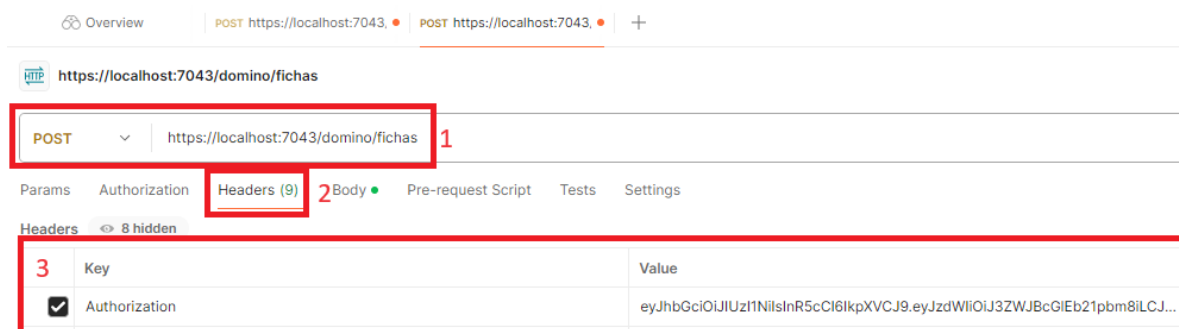 Overview POST https://localhost:7043, POST https://localhost:7043, +
HTTP https://localhost:7043/domino/fichas
POST https://localhost:7043/domino/fichas 1
Params Authorization Headers (9) 2 Body Pre-request Script Tests Settings
Headers 8 hidden
3 Key Value
Authorization eyJhbGciOiJIUzI1NiIsInR5cCI6IkpXVCJ9.eyJzdWIiOiJ3ZWJBcGlEb21pbm8iLCJ...